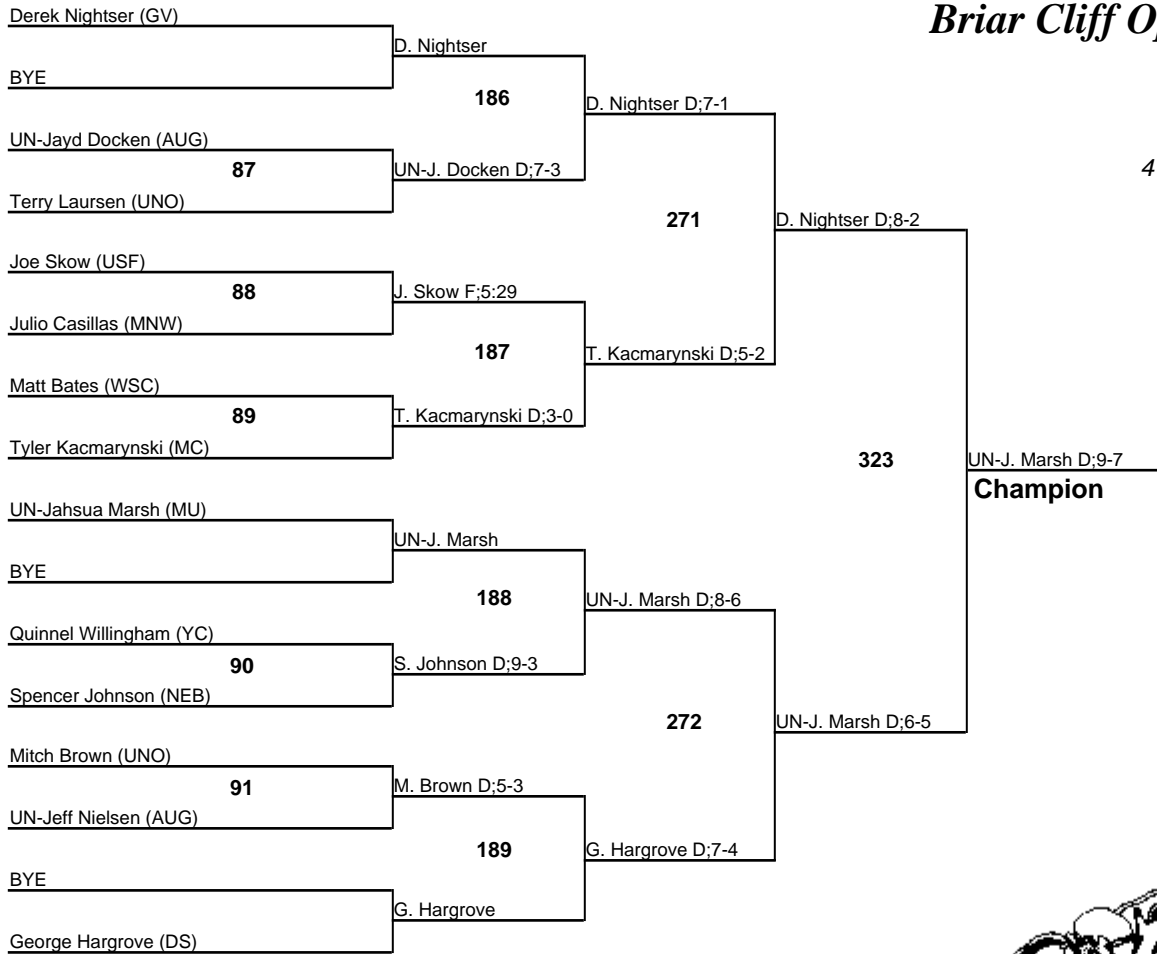 Derek Nightser (GV)
Briar Cliff Op
D. Nightser
BYE
186
D. Nightser D;7-1
UN-Jayd Docken (AUG)
87
UN-J. Docken D;7-3
4
Terry Laursen (UNO)
271
D. Nightser D;8-2
Joe Skow (USF)
88
J. Skow F;5:29
Julio Casillas (MNW)
187
T. Kacmarynski D;5-2
Matt Bates (WSC)
89
T. Kacmarynski D;3-0
Tyler Kacmarynski (MC)
323
UN-J. Marsh D;9-7
Champion
UN-Jahsua Marsh (MU)
UN-J. Marsh
BYE
188
UN-J. Marsh D;8-6
Quinnel Willingham (YC)
90
S. Johnson D;9-3
Spencer Johnson (NEB)
272
UN-J. Marsh D;6-5
Mitch Brown (UNO)
91
M. Brown D;5-3
UN-Jeff Nielsen (AUG)
189
G. Hargrove D;7-4
BYE
G. Hargrove
George Hargrove (DS)